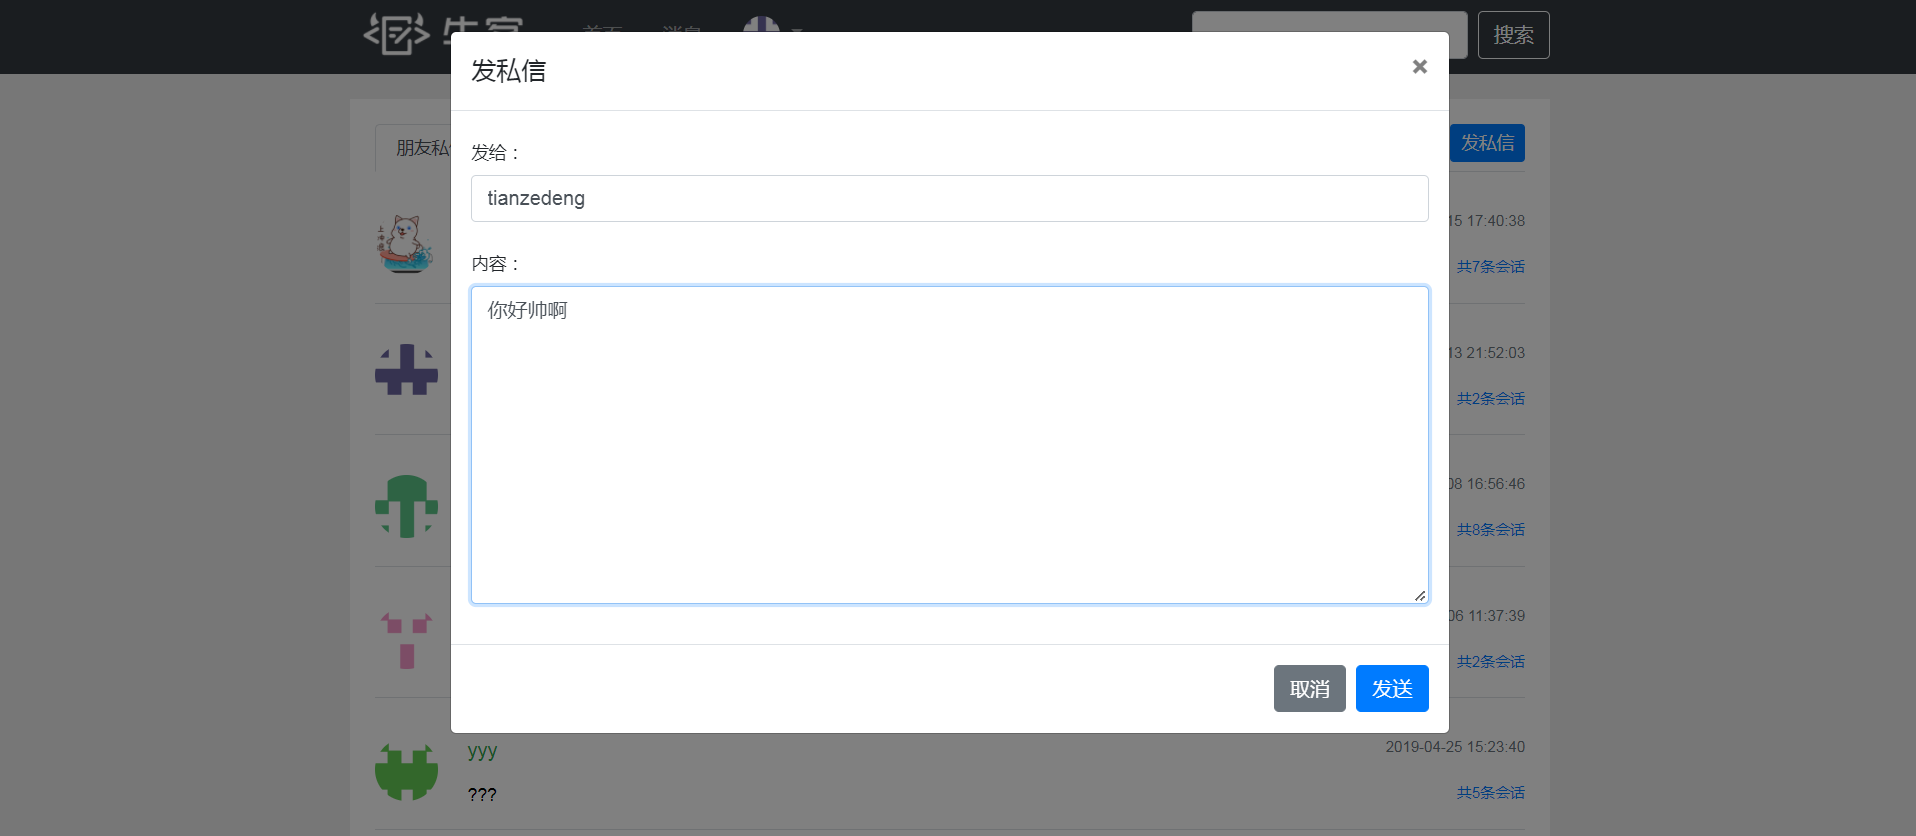 搜索
发私信
×
朋友私
发私信
发给：
tianzedeng
15 17:40:38
内容：
共7条会话
你好帅啊
13 21:52:03
共2条会话
08 16:56:46
共8条会话
06 11:37:39
共2条会话
取消
发送
yyy
2019-04-25 15:23:40
???
共5条会话